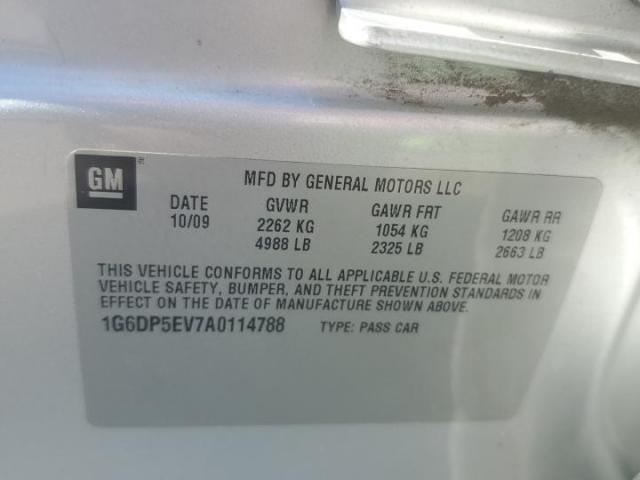 GM
MFD BY GENERAL MOTORS LLC
DATE GVWR GAWR FRT GAWR RR
10/09 2262 KG 1054 KG 1208 KG
4988 LB 2325 LB 2663 LB
THIS VEHICLE CONFORMS TO ALL APPLICABLE U.S. FEDERAL MOTOR
VEHICLE SAFETY, BUMPER, AND THEFT PREVENTION STANDARDS IN
EFFECT ON THE DATE OF MANUFACTURE SHOWN ABOVE.
1G6DP5EV7A0114788 TYPE: PASS CAR